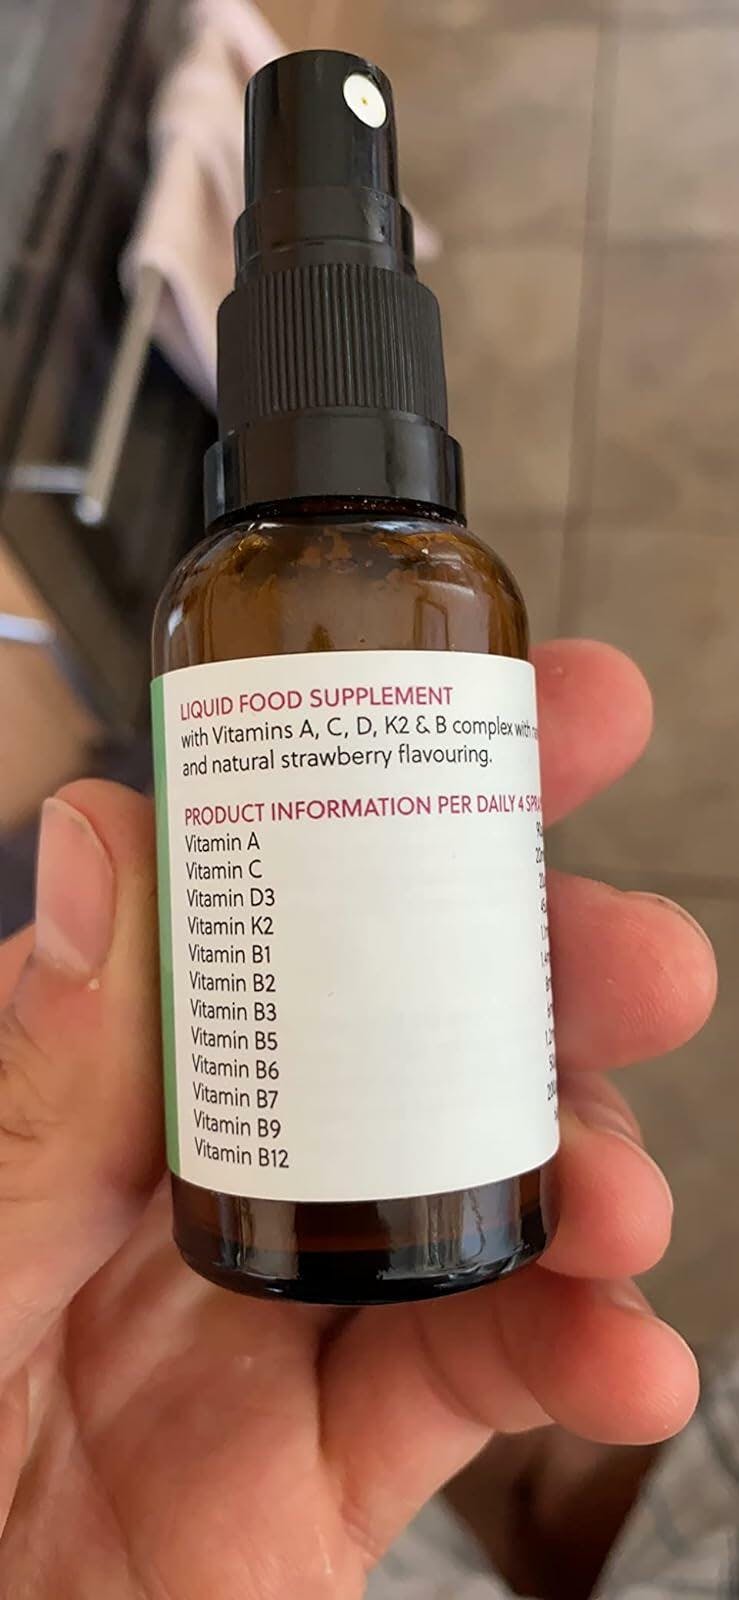 LIQUID FOOD SUPPLEMENT
with Vitamins A, C, D, K2 & B complex with
and natural strawberry flavouring.
PRODUCT INFORMATION PER DAILY 4
Vitamin A
Vitamin C
Vitamin D3
Vitamin K2
Vitamin B1
Vitamin B2
Vitamin B3
Vitamin B5
Vitamin B6
Vitamin B7
Vitamin B9
Vitamin B12